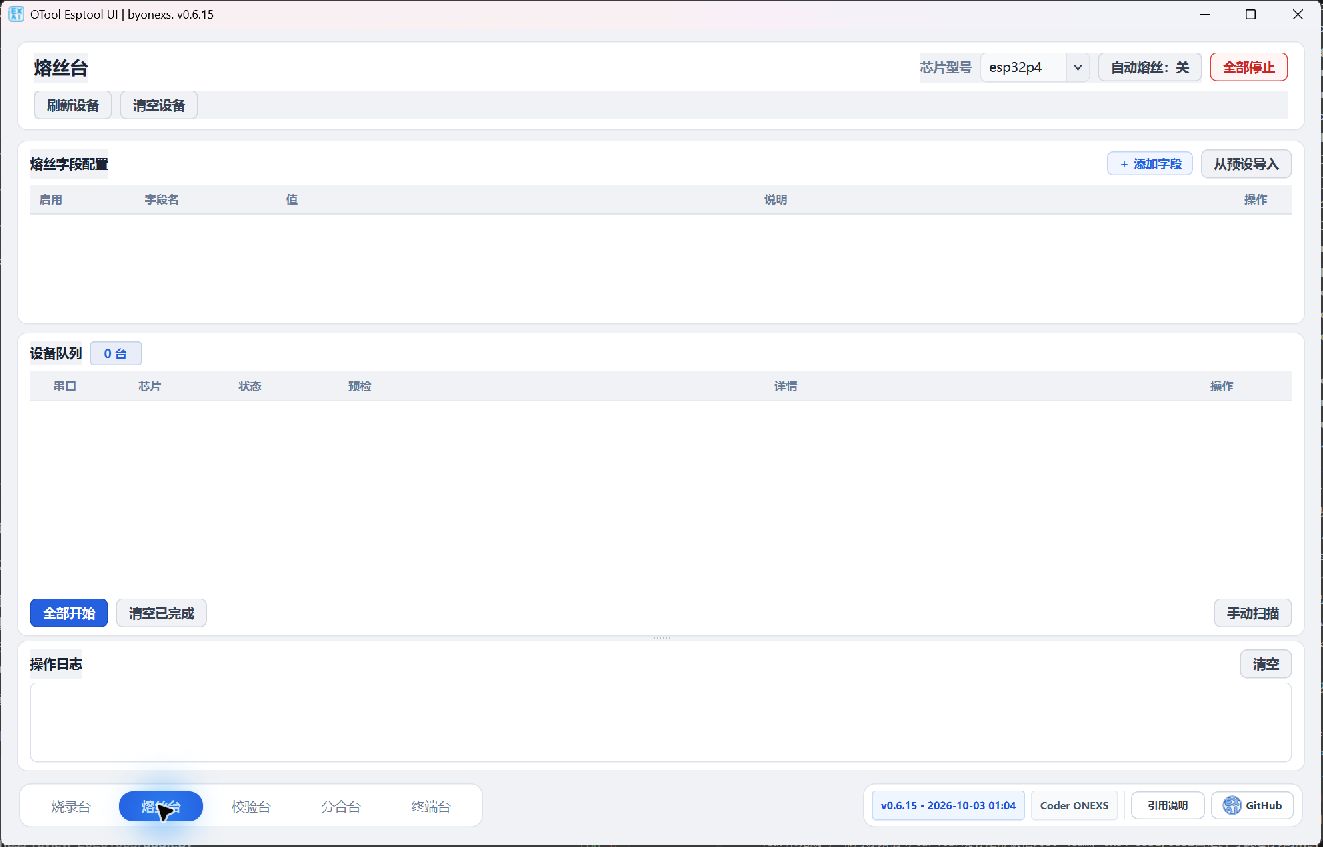 OTool Esptool UI | byonexs. v0.6.15
熔丝台
芯片型号 esp32p4 自动熔丝：关 全部停止
刷新设备 清空设备
熔丝字段配置 + 添加字段 从预设导入
启用 字段名 值 说明 操作
设备队列 0 台
串口 芯片 状态 预检 详情 操作
全部开始 清空已完成 手动扫描
操作日志 清空
烧录台 熔丝台 校验台 分合台 终端台 v0.6.15 - 2026-10-03 01:04 Coder ONEXS 引用说明 GitHub